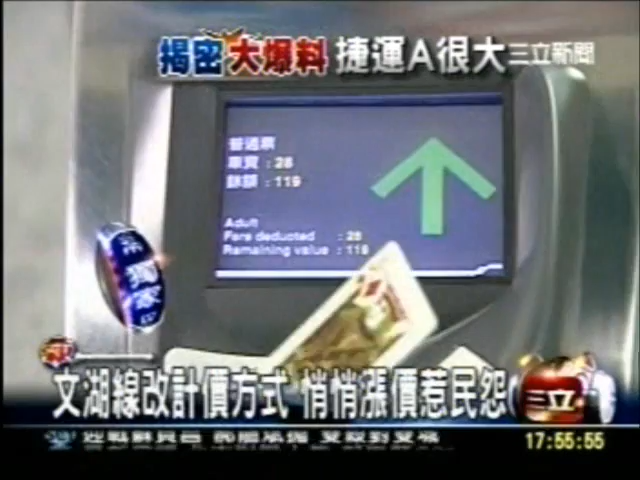 揭密大爆料 捷運A很大 三立新聞
普通票
車資 : 28
餘額 : 119
Adult
Fare deducted : 28
Remaining value : 119
獨家
文湖線改計價方式 悄悄漲價惹民怨
三立
17:55:55